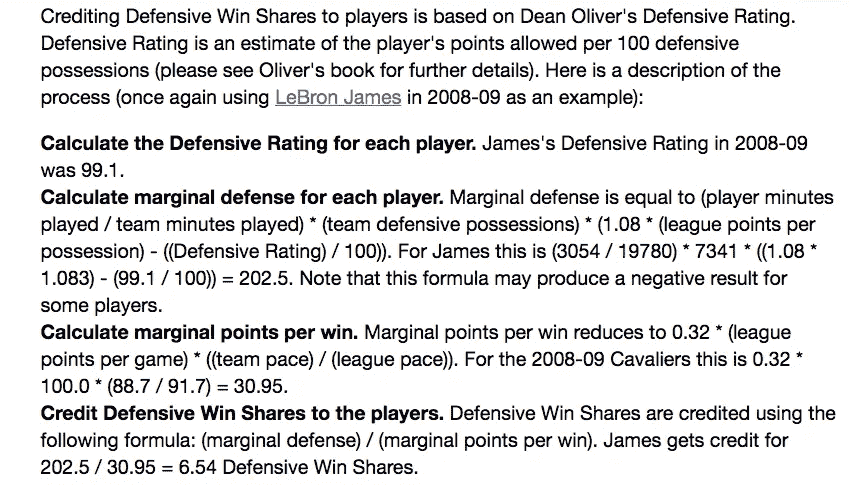 Crediting Defensive Win Shares to players is based on Dean Oliver's Defensive Rating.
Defensive Rating is an estimate of the player's points allowed per 100 defensive
possessions (please see Oliver's book for further details). Here is a description of the
process (once again using LeBron James in 2008-09 as an example):
Calculate the Defensive Rating for each player. James's Defensive Rating in 2008-09
was 99.1.
Calculate marginal defense for each player. Marginal defense is equal to (player minutes
played / team minutes played) * (team defensive possessions) * (1.08 * (league points per
possession) - ((Defensive Rating) / 100)). For James this is (3054 / 19780) * 7341 * ((1.08 *
1.083) - (99.1 / 100)) = 202.5. Note that this formula may produce a negative result for
some players.
Calculate marginal points per win. Marginal points per win reduces to 0.32 * (league
points per game) * ((team pace) / (league pace)). For the 2008-09 Cavaliers this is 0.32 *
100.0 * (88.7 / 91.7) = 30.95.
Credit Defensive Win Shares to the players. Defensive Win Shares are credited using the
following formula: (marginal defense) / (marginal points per win). James gets credit for
202.5 / 30.95 = 6.54 Defensive Win Shares.